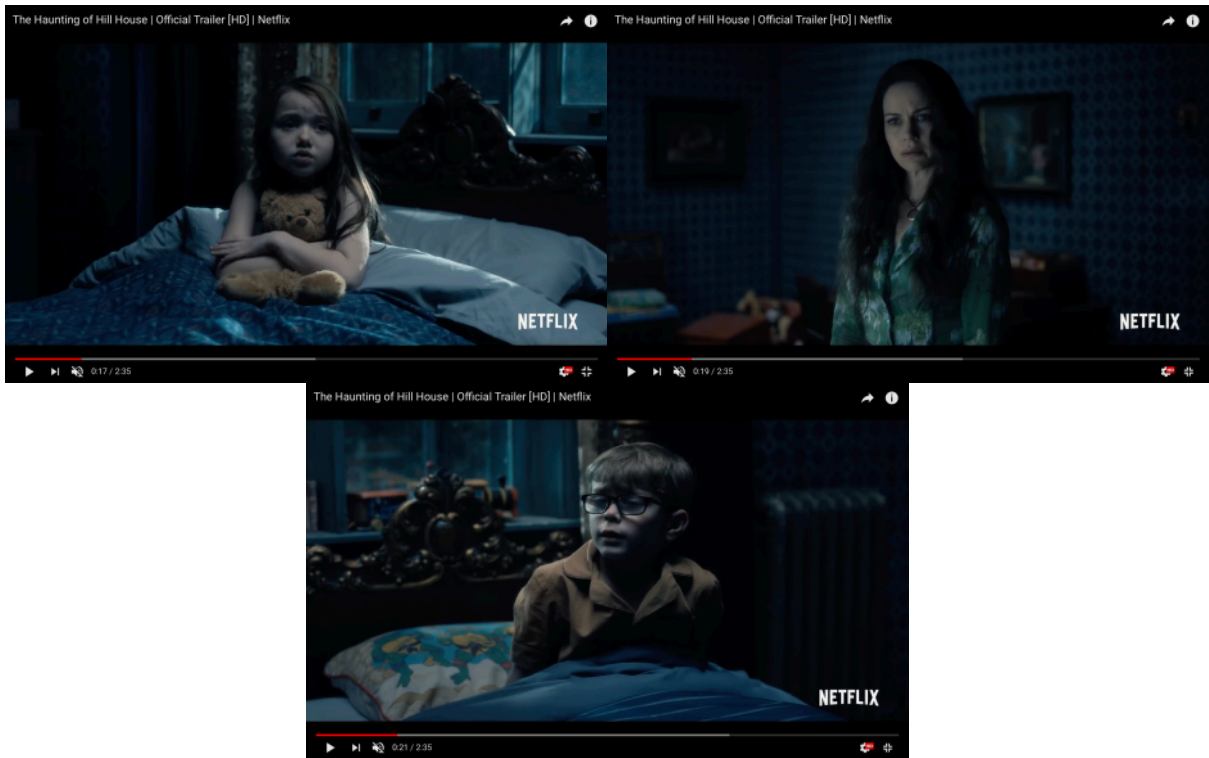 The Haunting of Hill House | Official Trailer [HD] | Netflix
NETFLIX
0:17 / 2:35
The Haunting of Hill House | Official Trailer [HD] | Netflix
NETFLIX
0:19 / 2:35
The Haunting of Hill House | Official Trailer [HD] | Netflix
NETFLIX
0:21 / 2:35